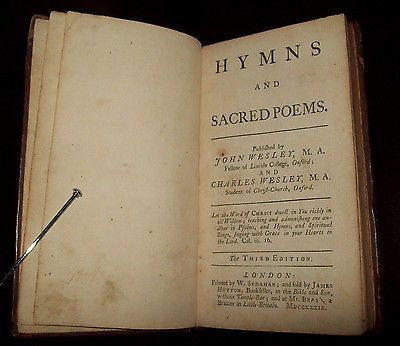 HYMNS
AND
SACRED POEMS.
Published by
JOHN WESLEY, M. A.
Fellow of Lincoln College, Oxford;
AND
CHARLES WESLEY, M. A.
Student of Christ-Church, Oxford.
Let the Word of CHRIST dwell in You richly in
all Wisdom; teaching and admonishing one an-
other in Psalms, and Hymns, and Spiritual
Songs, singing with Grace in your Hearts to
the Lord. Col. iii. 16.
The THIRD EDITION.
LONDON:
Printed by W. STRAHAN; and sold by JAMES
HUTTON, Bookseller, at the Bible and Sun,
without Temple-Bar; and at Mr. BRAY's, a
Brazier in Little-Britain. MDCCXXXIX.